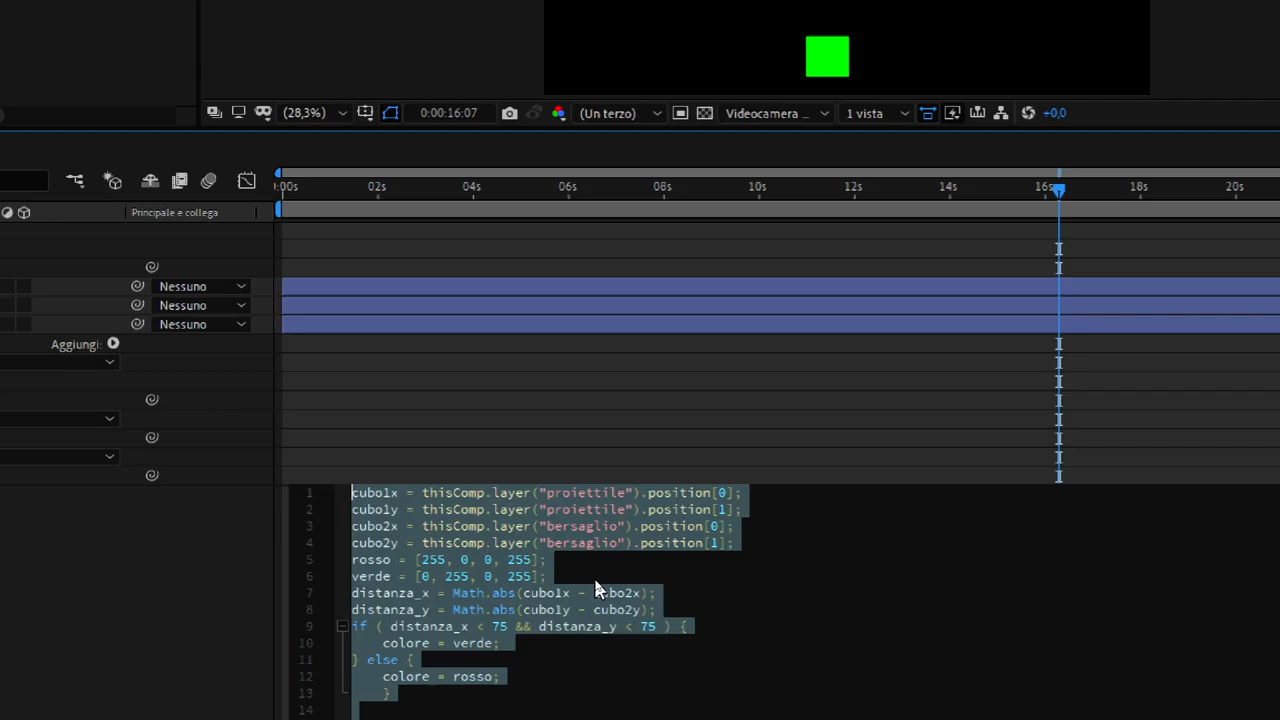 (28,3%) 0:00:16:07 (Un terzo) Videocamera ... 1 vista +0,0
:00s 02s 04s 06s 08s 10s 12s 14s 16s 18s 20s
Principale e collega
Nessuno
Nessuno
Nessuno
Aggiungi:
1 cubo1x = thisComp.layer("proiettile").position[0];
2 cubo1y = thisComp.layer("proiettile").position[1];
3 cubo2x = thisComp.layer("bersaglio").position[0];
4 cubo2y = thisComp.layer("bersaglio").position[1];
5 rosso = [255, 0, 0, 255];
6 verde = [0, 255, 0, 255];
7 distanza_x = Math.abs(cubo1x - cubo2x);
8 distanza_y = Math.abs(cubo1y - cubo2y);
9 if ( distanza_x < 75 && distanza_y < 75 ) {
10 colore = verde;
11 } else {
12 colore = rosso;
13 }
14